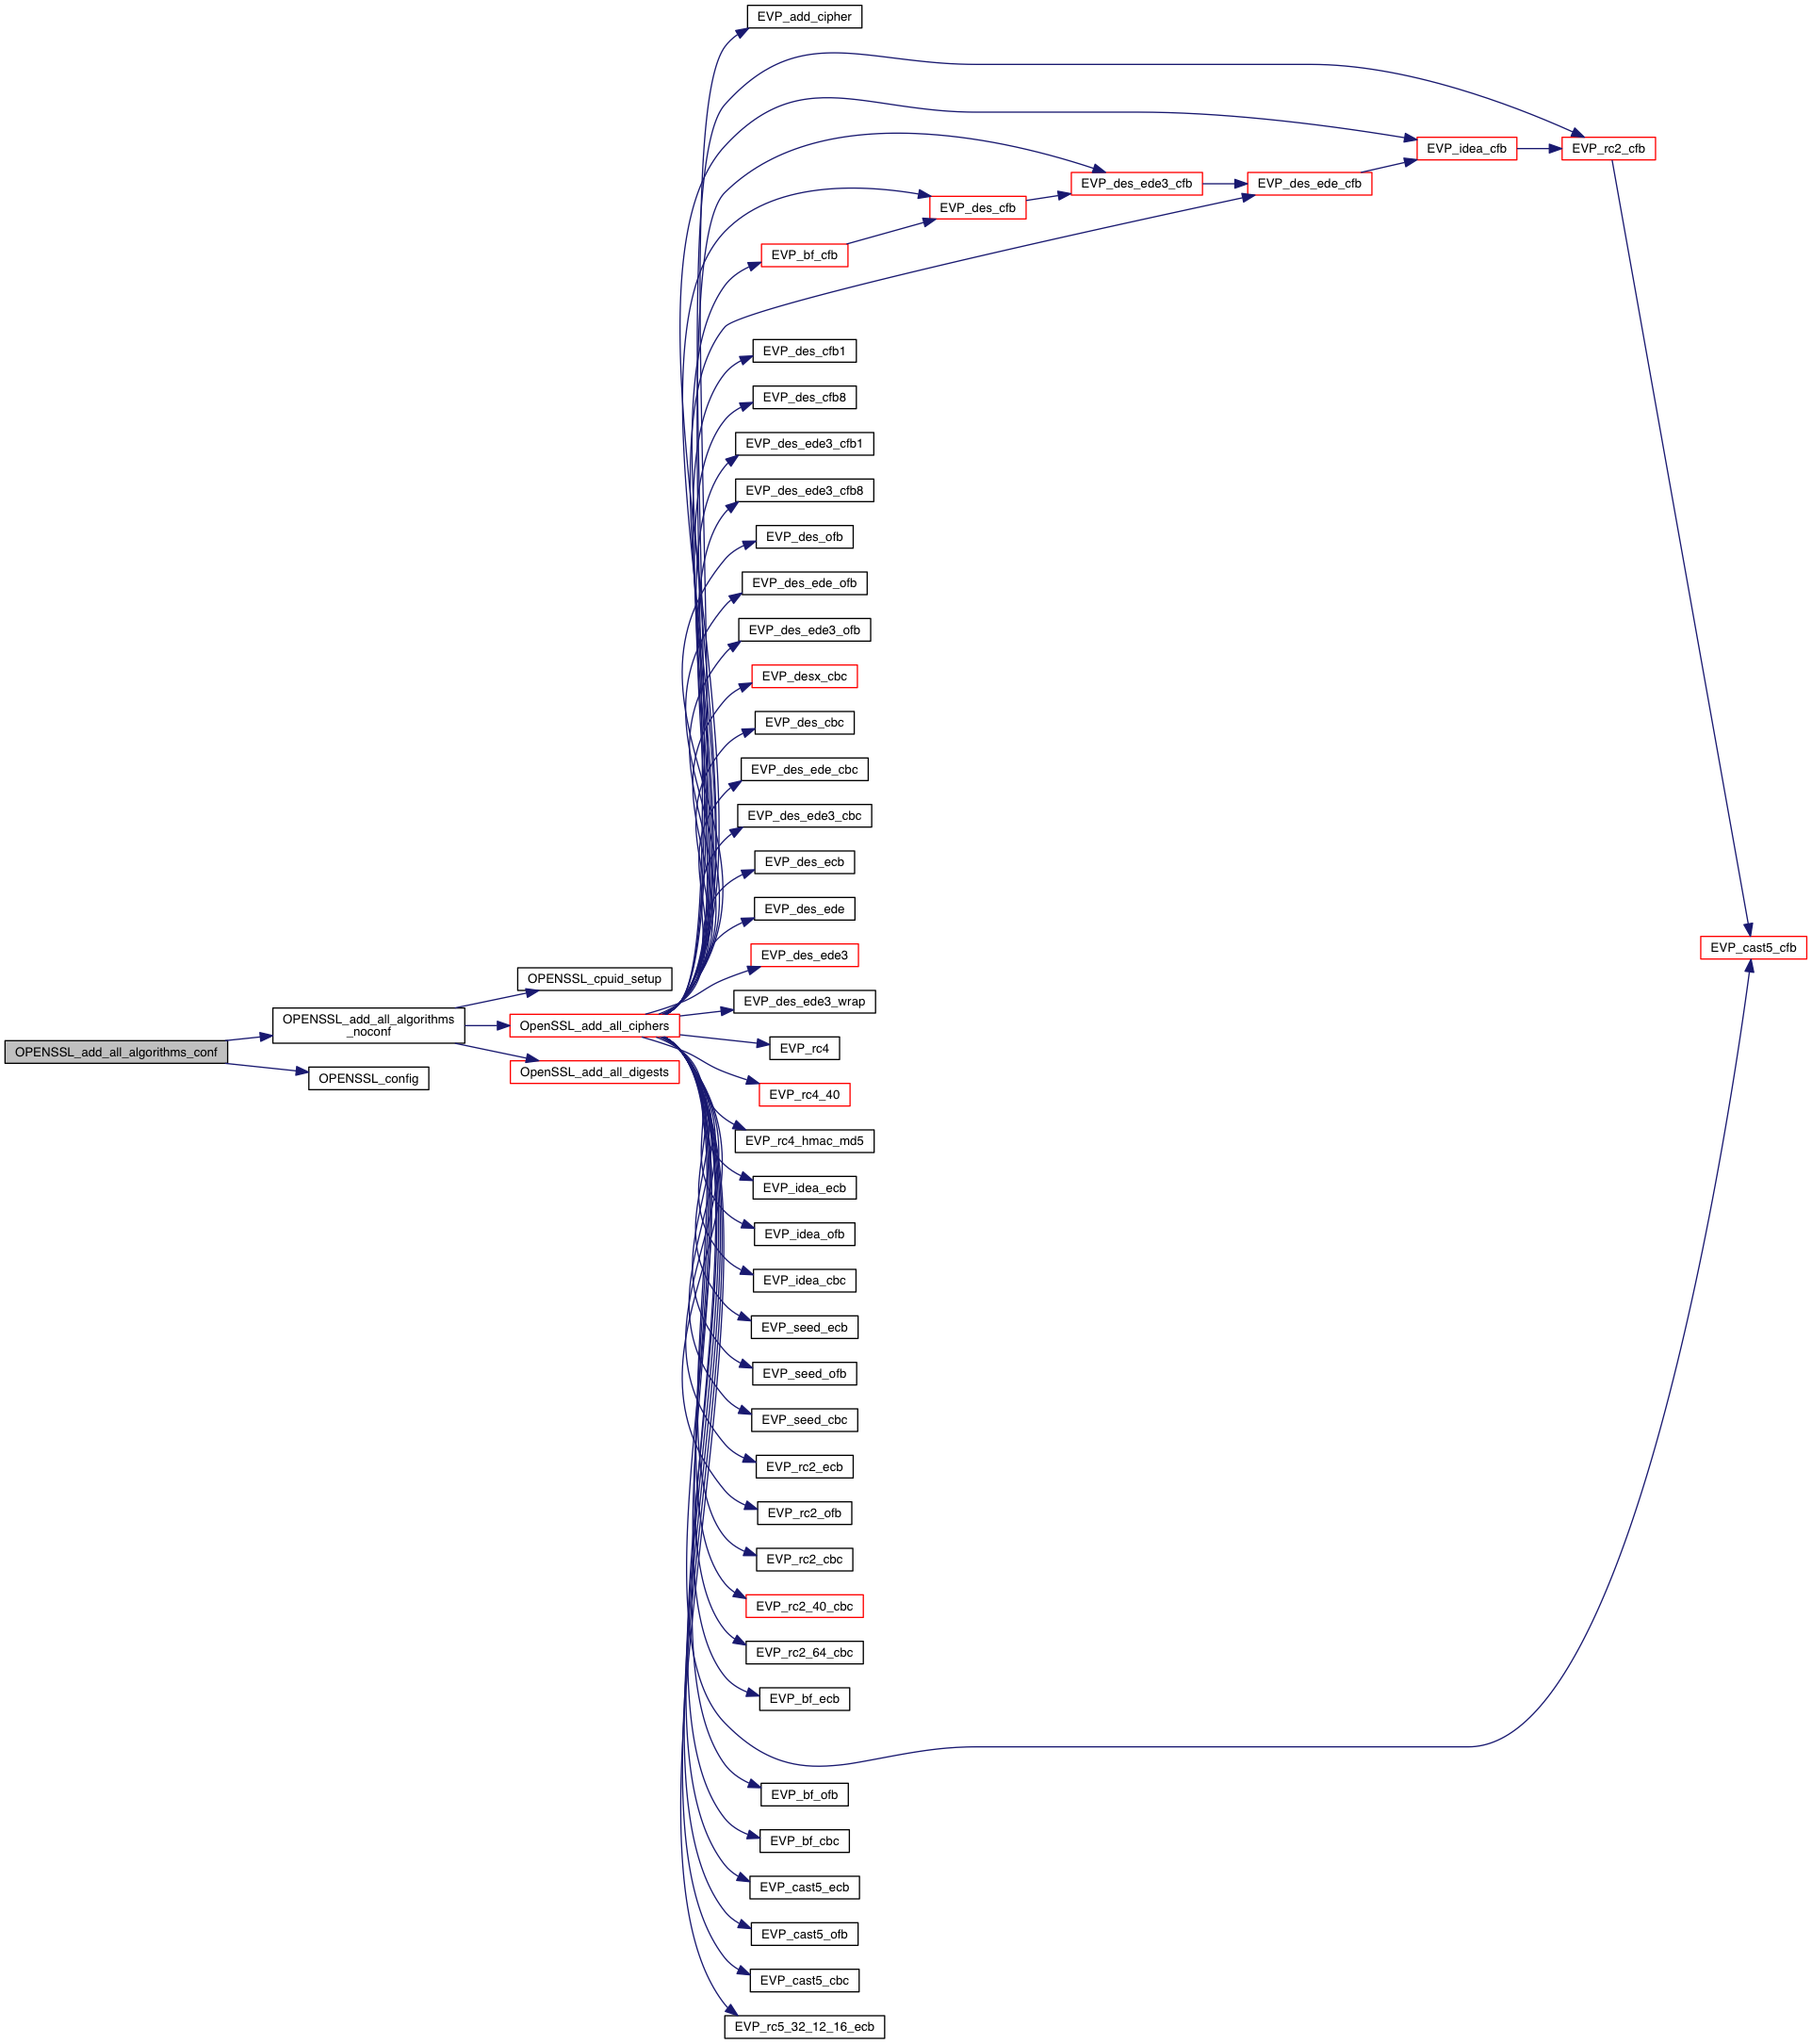 EVP_add_cipher
EVP_idea_cfb
EVP_rc2_cfb
EVP_des_ede3_cfb
EVP_des_ede_cfb
EVP_des_cfb
EVP_bf_cfb
EVP_des_cfb1
EVP_des_cfb8
EVP_des_ede3_cfb1
EVP_des_ede3_cfb8
EVP_des_ofb
EVP_des_ede_ofb
EVP_des_ede3_ofb
EVP_desx_cbc
EVP_des_cbc
EVP_des_ede_cbc
EVP_des_ede3_cbc
EVP_des_ecb
EVP_des_ede
EVP_cast5_cfb
EVP_des_ede3
OPENSSL_cpuid_setup
EVP_des_ede3_wrap
OPENSSL_add_all_algorithms
_noconf
OpenSSL_add_all_ciphers
EVP_rc4
OPENSSL_add_all_algorithms_conf
OpenSSL_add_all_digests
OPENSSL_config
EVP_rc4_40
EVP_rc4_hmac_md5
EVP_idea_ecb
EVP_idea_ofb
EVP_idea_cbc
EVP_seed_ecb
EVP_seed_ofb
EVP_seed_cbc
EVP_rc2_ecb
EVP_rc2_ofb
EVP_rc2_cbc
EVP_rc2_40_cbc
EVP_rc2_64_cbc
EVP_bf_ecb
EVP_bf_ofb
EVP_bf_cbc
EVP_cast5_ecb
EVP_cast5_ofb
EVP_cast5_cbc
EVP_rc5_32_12_16_ecb